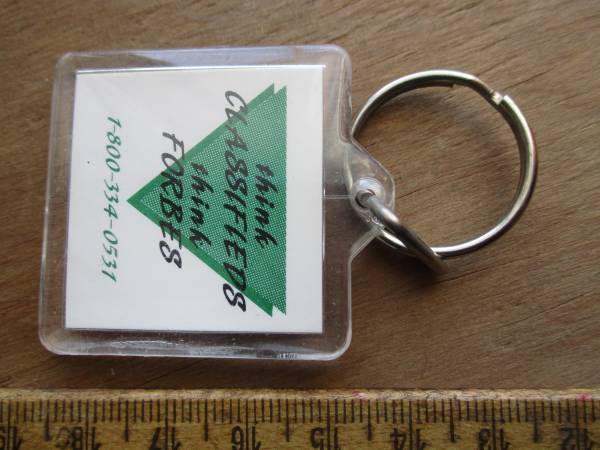 think
CLASSIFIEDS
think
FORBES
1-800-334-0531
19 18 17 16 15 14 13 12